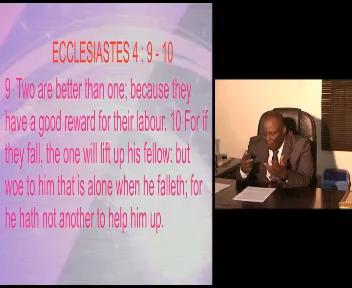 ECCLESIASTES 4 : 9 - 10
9 Two are better than one; because they
have a good reward for their labour. 10 For if
they fall, the one will lift up his fellow: but
woe to him that is alone when he falleth; for
he hath not another to help him up.